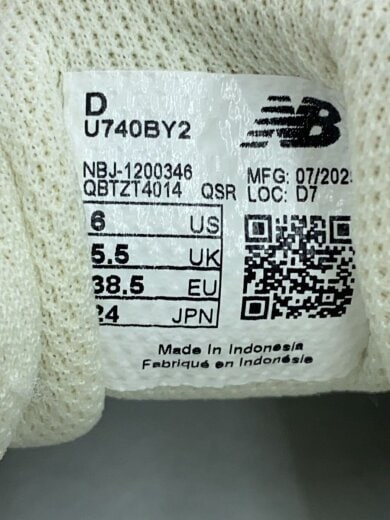 D
U740BY2
NB
NBJ-1200346
QBTZT4014 QSR
MFG: 07/202
LOC: D7
6 US
5.5 UK
38.5 EU
24 JPN
Made In Indonesia
Fabriqué en Indonésie